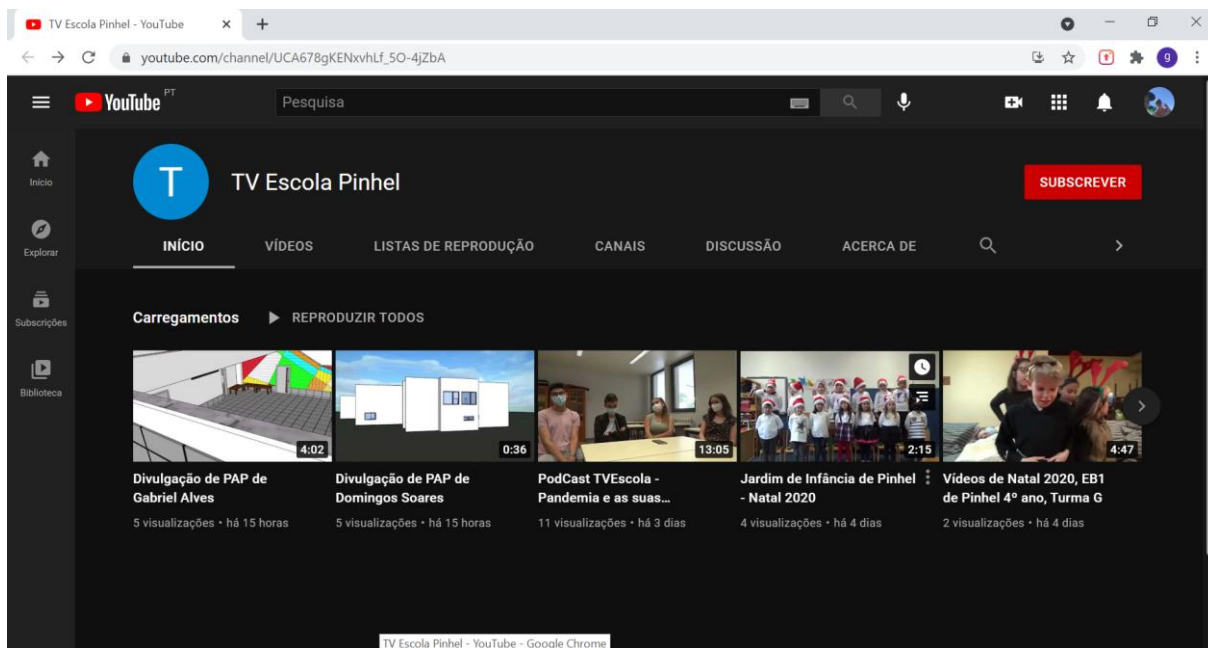 TV Escola Pinhel - YouTube
youtube.com/channel/UCA678gKENxvhLf_5O-4jZbA
g
YouTube PT
Pesquisa
Início
Explorar
Subscrições
Biblioteca
T
TV Escola Pinhel
SUBSCREVER
INÍCIO VÍDEOS LISTAS DE REPRODUÇÃO CANAIS DISCUSSÃO ACERCA DE
Carregamentos REPRODUZIR TODOS
4:02
0:36
13:05
2:15
4:47
Divulgação de PAP de
Gabriel Alves
5 visualizações • há 15 horas
Divulgação de PAP de
Domingos Soares
5 visualizações • há 15 horas
PodCast TVEscola -
Pandemia e as suas...
11 visualizações • há 3 dias
Jardim de Infância de Pinhel
- Natal 2020
4 visualizações • há 4 dias
Vídeos de Natal 2020, EB1
de Pinhel 4º ano, Turma G
2 visualizações • há 4 dias
TV Escola Pinhel - YouTube - Google Chrome